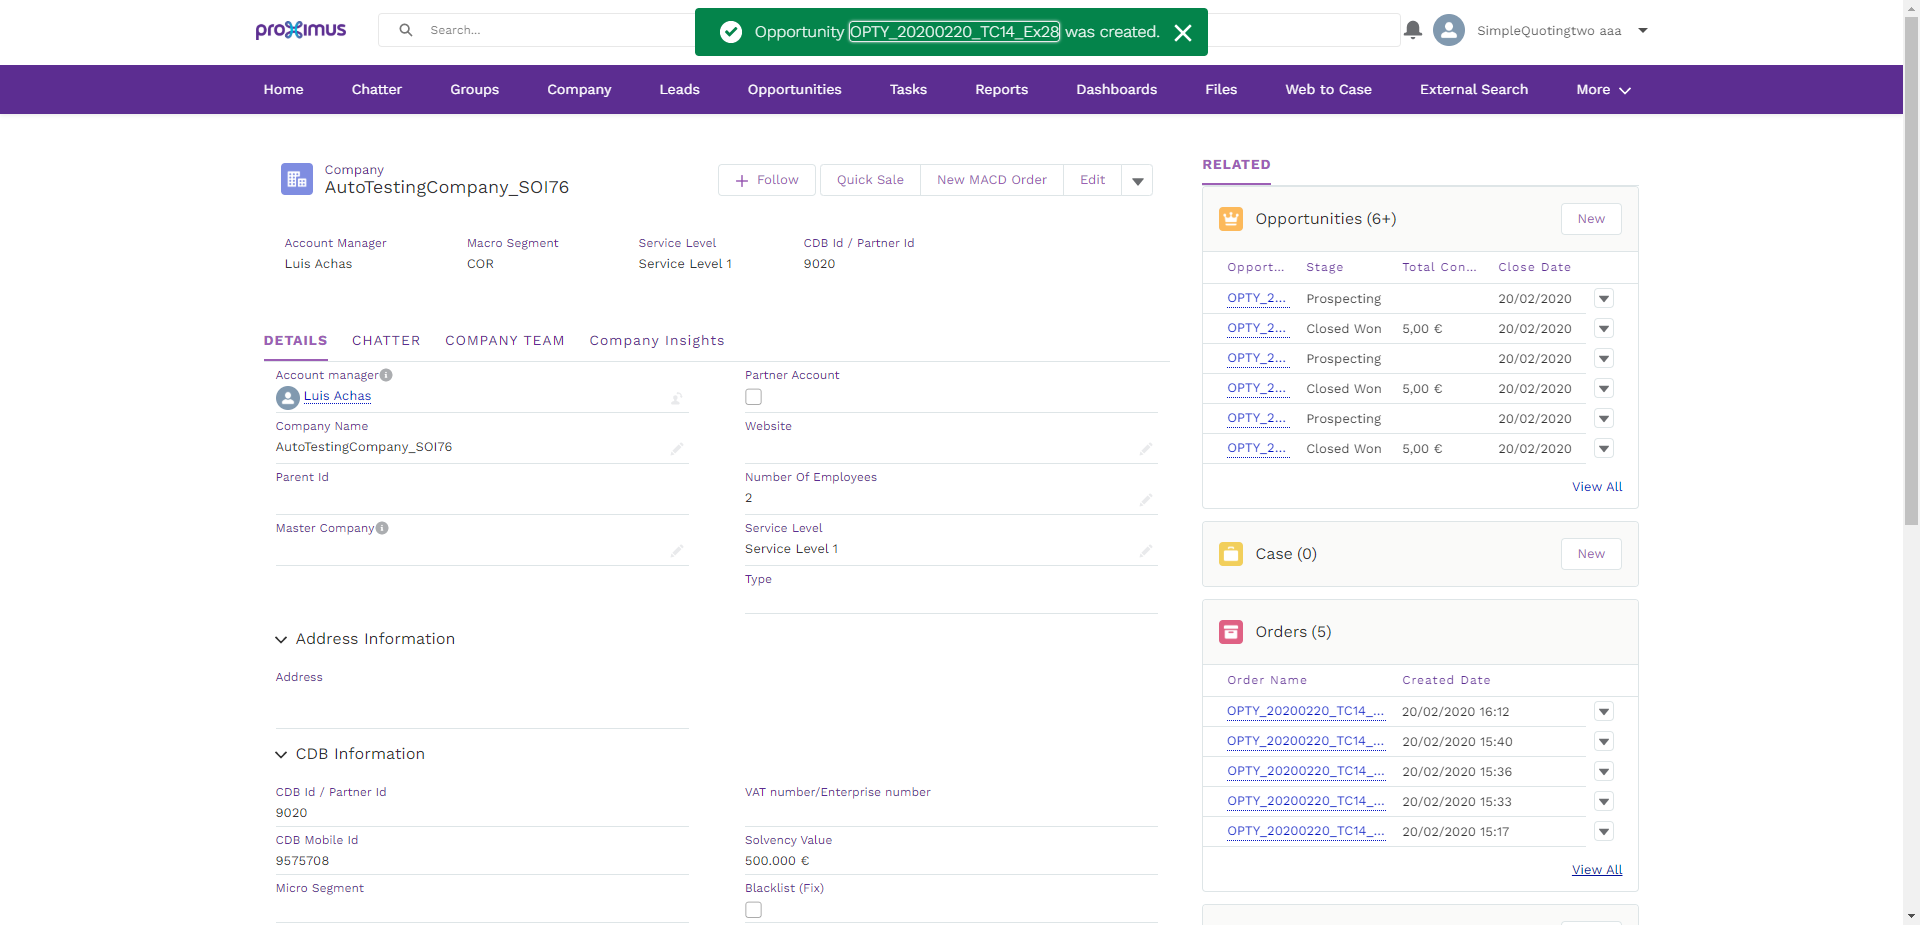 proximus
Search...
Opportunity OPTY_20200220_TC14_Ex28 was created.
SimpleQuotingtwo aaa
Home Chatter Groups Company Leads Opportunities Tasks Reports Dashboards Files Web to Case External Search More
Company
AutoTestingCompany_SOI76
Follow Quick Sale New MACD Order Edit
Account Manager Macro Segment Service Level CDB Id / Partner Id
Luis Achas COR Service Level 1 9020
DETAILS CHATTER COMPANY TEAM Company Insights
Account manager Partner Account
Luis Achas
Company Name Website
AutoTestingCompany_SOI76
Parent Id Number Of Employees
2
Master Company Service Level
Service Level 1
Type
Address Information
Address
CDB Information
CDB Id / Partner Id VAT number/Enterprise number
9020
CDB Mobile Id Solvency Value
9575708 500.000 €
Micro Segment Blacklist (Fix)
RELATED
Opportunities (6+) New
Opport... Stage Total Con... Close Date
OPTY_2... Prospecting 20/02/2020
OPTY_2... Closed Won 5,00 € 20/02/2020
OPTY_2... Prospecting 20/02/2020
OPTY_2... Closed Won 5,00 € 20/02/2020
OPTY_2... Prospecting 20/02/2020
OPTY_2... Closed Won 5,00 € 20/02/2020
View All
Case (0) New
Orders (5)
Order Name Created Date
OPTY_20200220_TC14_... 20/02/2020 16:12
OPTY_20200220_TC14_... 20/02/2020 15:40
OPTY_20200220_TC14_... 20/02/2020 15:36
OPTY_20200220_TC14_... 20/02/2020 15:33
OPTY_20200220_TC14_... 20/02/2020 15:17
View All